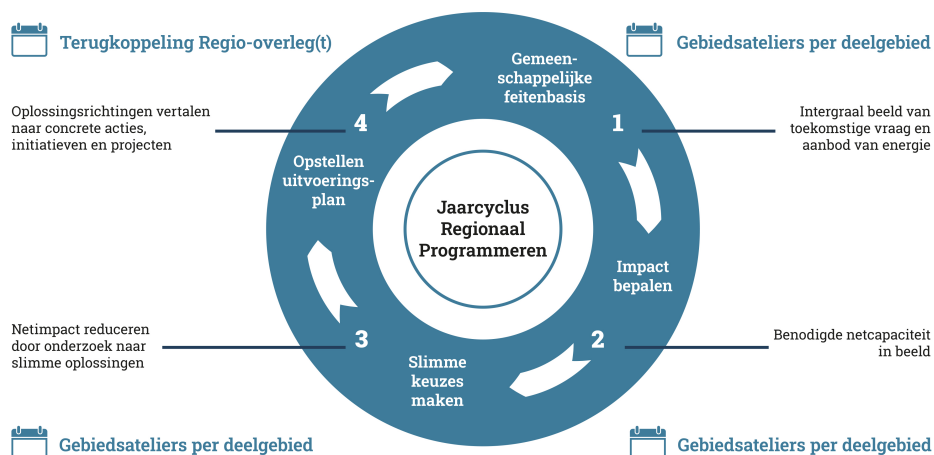 Terugkoppeling Regio-overleg(t)
Gebiedsateliers per deelgebied
Gemeen-
schappelijke
feitenbasis
1
Intergraal beeld van
toekomstige vraag en
aanbod van energie
Oplossingsrichtingen vertalen
naar concrete acties,
initiatieven en projecten
4
Opstellen
uitvoerings-
plan
Jaarcyclus
Regionaal
Programmeren
Impact
bepalen
2
Benodigde netcapaciteit
in beeld
Netimpact reduceren
door onderzoek naar
slimme oplossingen
3
Slimme
keuzes
maken
Gebiedsateliers per deelgebied
Gebiedsateliers per deelgebied